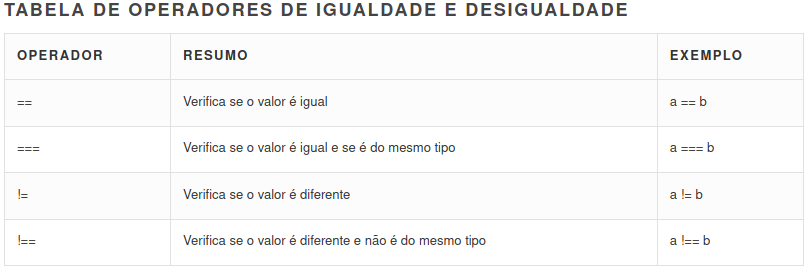 TABELA DE OPERADORES DE IGUALDADE E DESIGUALDADE
OPERADOR RESUMO EXEMPLO
== Verifica se o valor é igual a == b
=== Verifica se o valor é igual e se é do mesmo tipo a === b
!= Verifica se o valor é diferente a != b
!== Verifica se o valor é diferente e não é do mesmo tipo a !== b